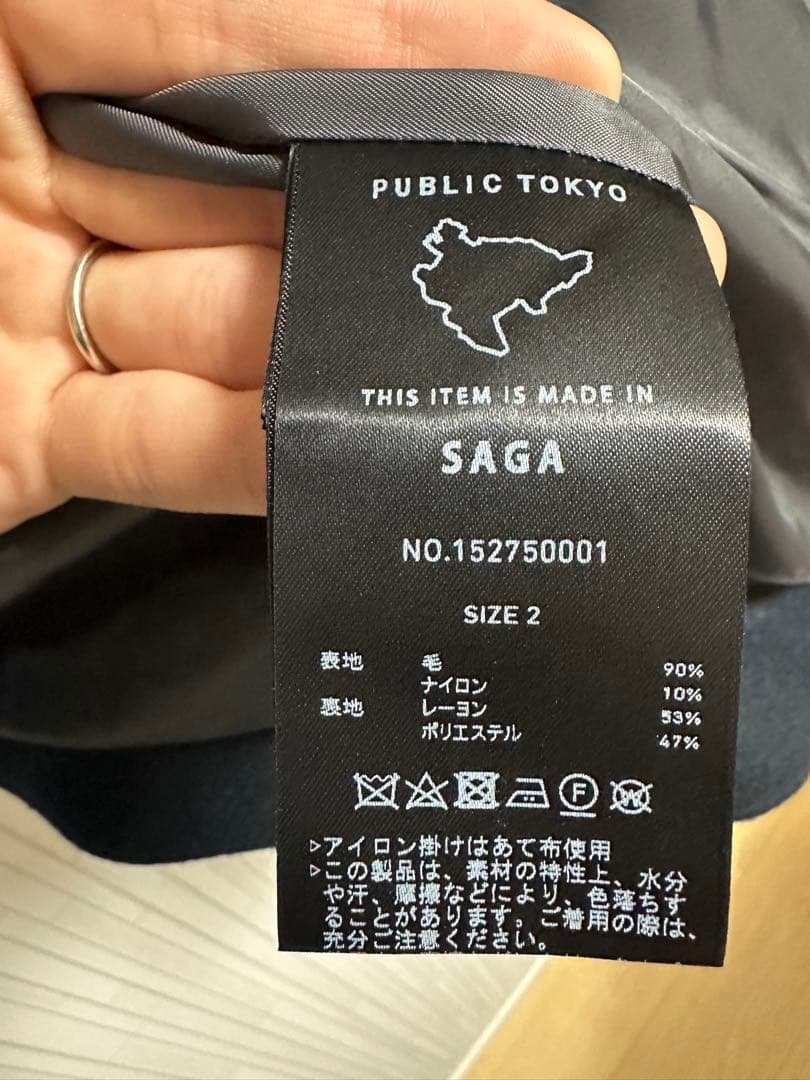 PUBLIC TOKYO
THIS ITEM IS MADE IN
SAGA
NO.152750001
SIZE 2
表地 毛 90%
ナイロン 10%
裏地 レーヨン 53%
ポリエステル 47%
F
W
▷アイロン掛けはあて布使用
▷この製品は、素材の特性上、水分
や汗、摩擦などにより、色落ちす
ることがあります。ご着用の際は、
充分ご注意ください。